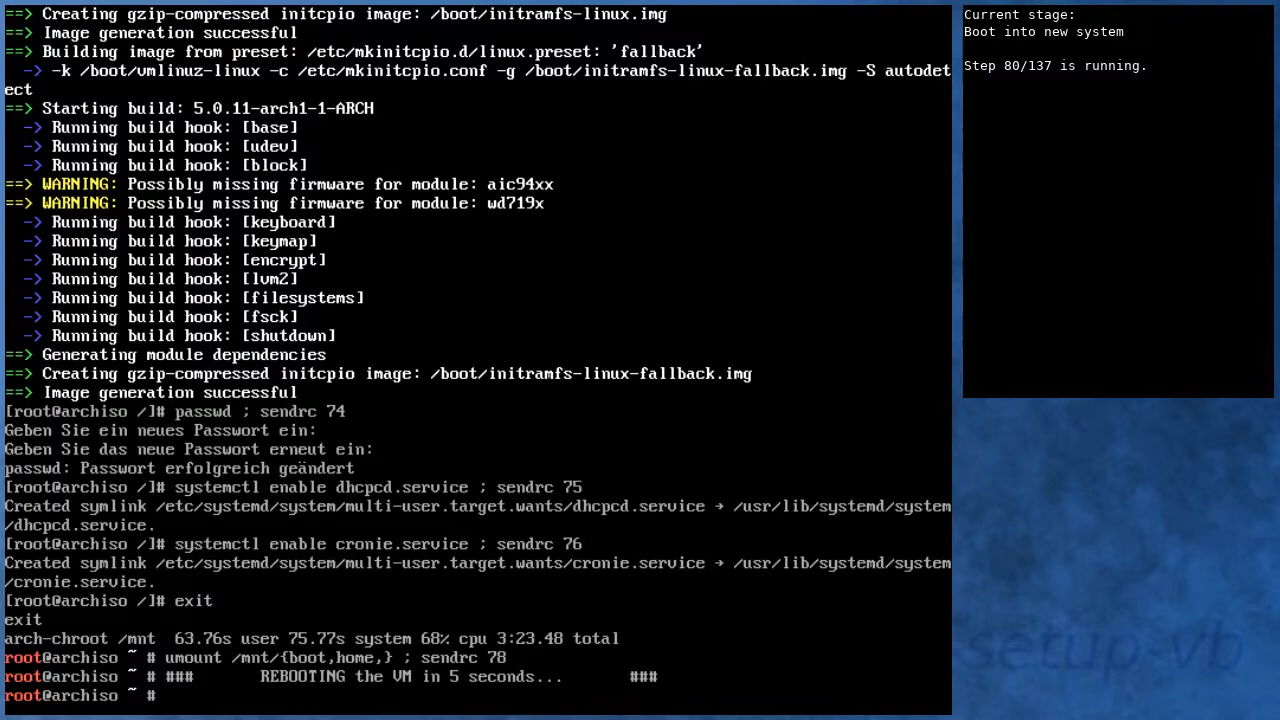 ==> Creating gzip-compressed initcpio image: /boot/initramfs-linux.img
==> Image generation successful
==> Building image from preset: /etc/mkinitcpio.d/linux.preset: 'fallback'
  -> -k /boot/vmlinuz-linux -c /etc/mkinitcpio.conf -g /boot/initramfs-linux-fallback.img -S autodet
ect
==> Starting build: 5.0.11-arch1-1-ARCH
  -> Running build hook: [base]
  -> Running build hook: [udev]
  -> Running build hook: [block]
==> WARNING: Possibly missing firmware for module: aic94xx
==> WARNING: Possibly missing firmware for module: wd719x
  -> Running build hook: [keyboard]
  -> Running build hook: [keymap]
  -> Running build hook: [encrypt]
  -> Running build hook: [lvm2]
  -> Running build hook: [filesystems]
  -> Running build hook: [fsck]
  -> Running build hook: [shutdown]
==> Generating module dependencies
==> Creating gzip-compressed initcpio image: /boot/initramfs-linux-fallback.img
==> Image generation successful
[root@archiso /]# passwd ; sendrc 74
Geben Sie ein neues Passwort ein:
Geben Sie das neue Passwort erneut ein:
passwd: Passwort erfolgreich geändert
[root@archiso /]# systemctl enable dhcpcd.service ; sendrc 75
Created symlink /etc/systemd/system/multi-user.target.wants/dhcpcd.service → /usr/lib/systemd/system
/dhcpcd.service.
[root@archiso /]# systemctl enable cronie.service ; sendrc 76
Created symlink /etc/systemd/system/multi-user.target.wants/cronie.service → /usr/lib/systemd/system
/cronie.service.
[root@archiso /]# exit
exit
arch-chroot /mnt  63.76s user 75.77s system 68% cpu 3:23.48 total
root@archiso ~ # umount /mnt/{boot,home,} ; sendrc 78
root@archiso ~ # ###       REBOOTING the VM in 5 seconds...       ###
root@archiso ~ #
Current stage:
Boot into new system
Step 80/137 is running.
setup-vb